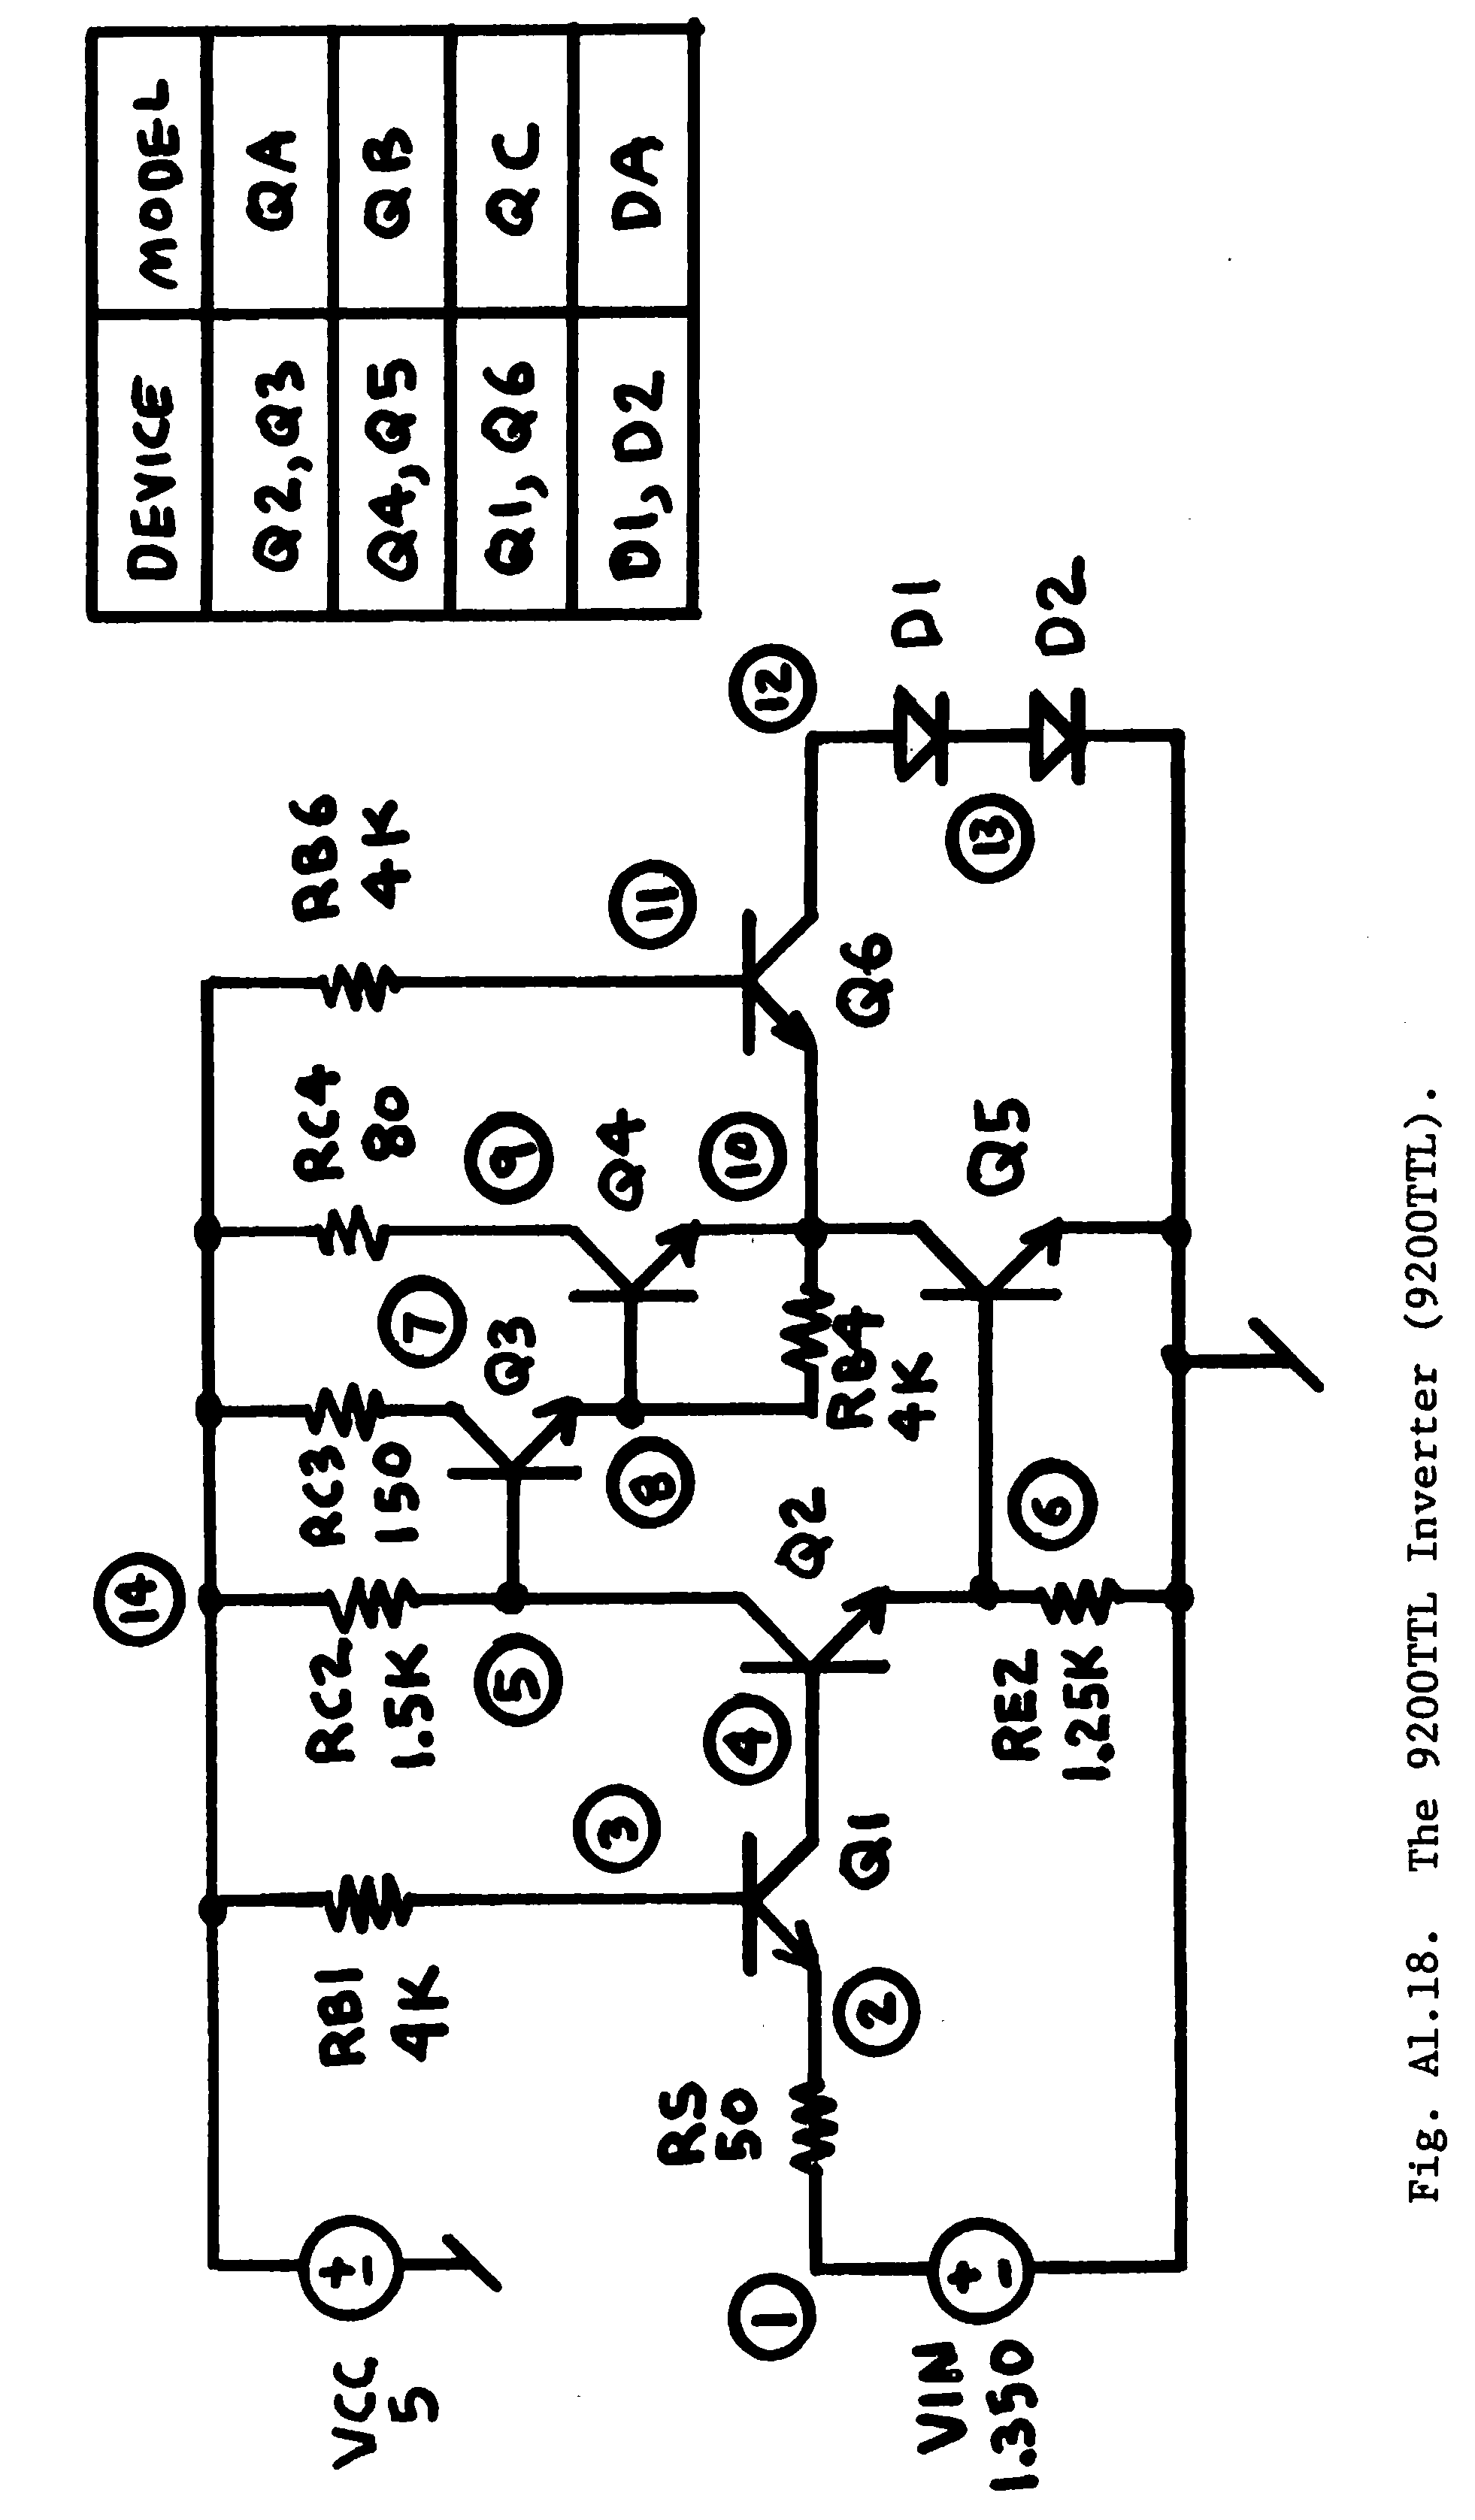 DEVICE MODEL
Q2,Q3 QA
Q4,Q5 QB
Q1,Q6 QC
D1,D2 DA
14
VCC
5
RB1
4K
RC2
1.5K
RC3
150
RC4
80
RB6
4K
7
9
5
3
Q3
Q4
8
11
RS
50
1
4
Q2
10
12
2
Q1
RB4
4K
Q6
D1
VIN
1.350
RE2
1.25K
6
Q5
13
D2
Fig. A1.18. The 9200TTL Inverter (9200TTL).